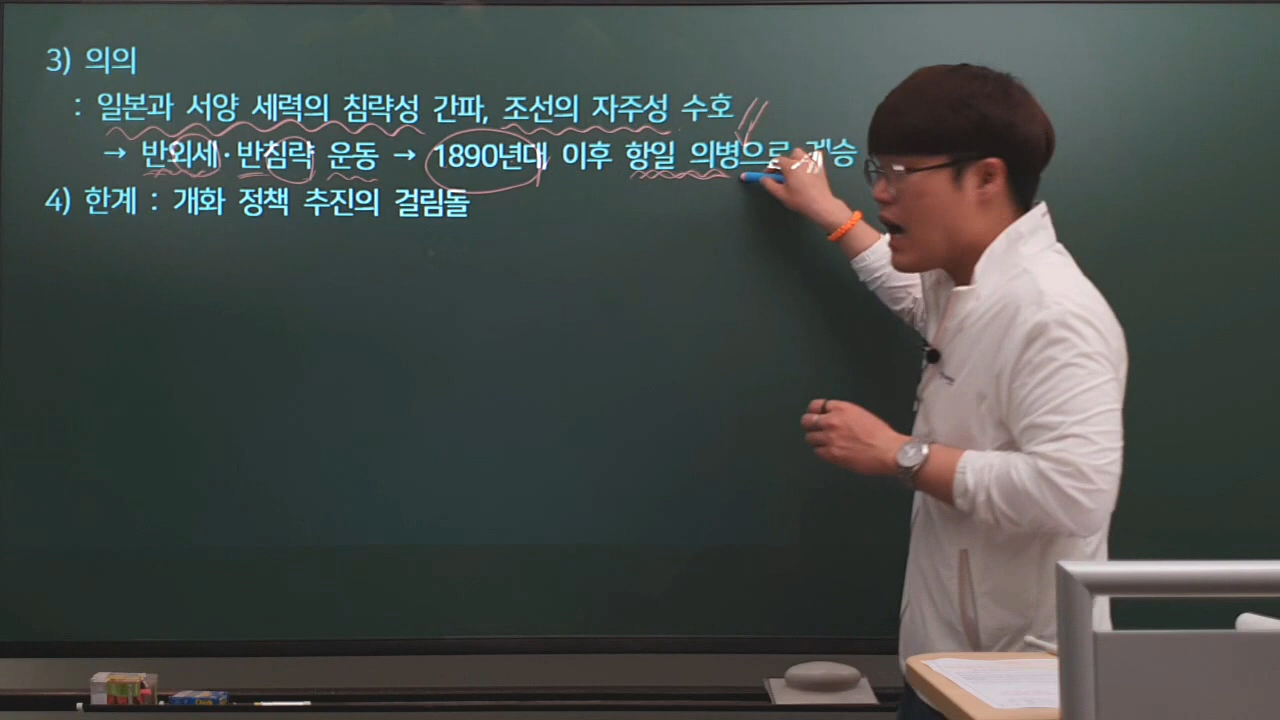 3) 의의
: 일본과 서양 세력의 침략성 간파, 조선의 자주성 수호
→ 반외세·반침략 운동 → 1890년대 이후 항일 의병으로 계승
4) 한계 : 개화 정책 추진의 걸림돌